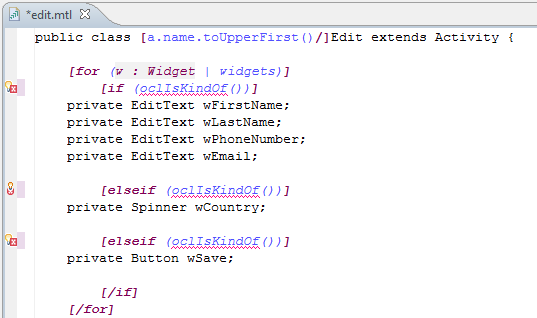 *edit.mtl
public class [a.name.toUpperFirst()/]Edit extends Activity {
[for (w : Widget | widgets)]
[if (oclIsKindOf())]
private EditText wFirstName;
private EditText wLastName;
private EditText wPhoneNumber;
private EditText wEmail;
[elseif (oclIsKindOf())]
private Spinner wCountry;
[elseif (oclIsKindOf())]
private Button wSave;
[/if]
[/for]